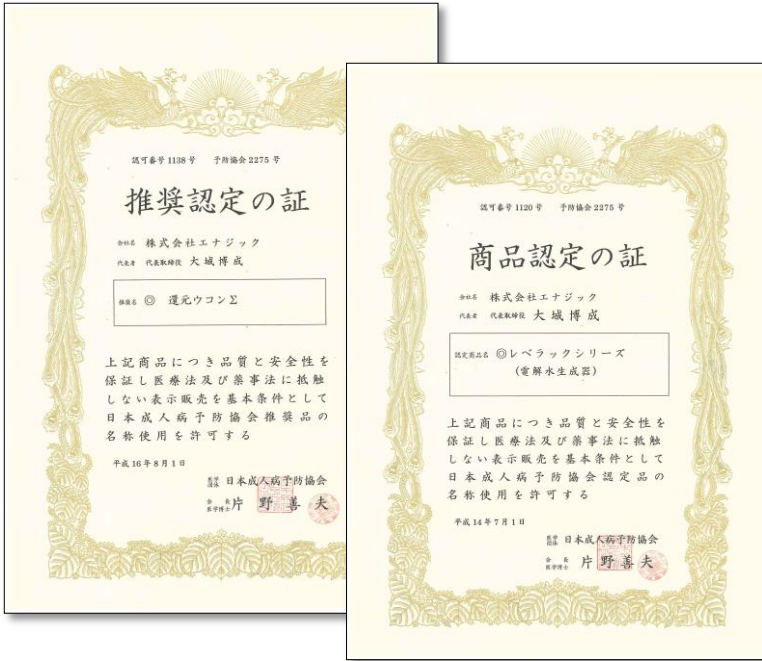 認可番号 1138 号 予防協会 2275 号
推奨認定の証
会社名 株式会社エナジック
代表者 代表取締役 大城博成
推薦名 ◎ 還元ウコンΣ
上記商品につき品質と安全性を
保証し医療法及び薬事法に抵触
しない表示販売を基本条件として
日本成人病予防協会推奨品の
名称使用を許可する
平成16年8月1日
医学団体 日本成人病予防協会
会長 医学博士 片野善夫
認可番号 1120 号 予防協会 2275 号
商品認定の証
会社名 株式会社エナジック
代表者 代表取締役 大城博成
認定商品名 ◎レベラックシリーズ
(電解水生成器)
上記商品につき品質と安全性を
保証し医療法及び薬事法に抵触
しない表示販売を基本条件として
日本成人病予防協会認定品の
名称使用を許可する
平成14年7月1日
医学団体 日本成人病予防協会
会長 医学博士 片野善夫